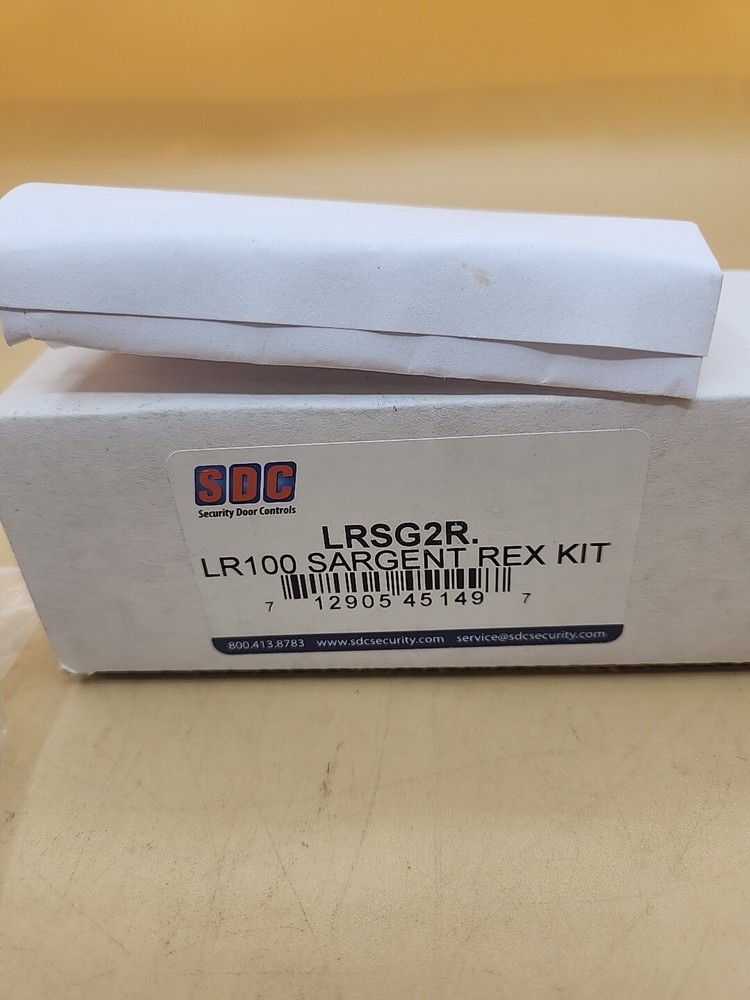 SDC
Security Door Controls
LRSG2R.
LR100 SARGENT REX KIT
7 12905 45149 7
800.413.8783 www.sdcsecurity.com service@sdcsecurity.com